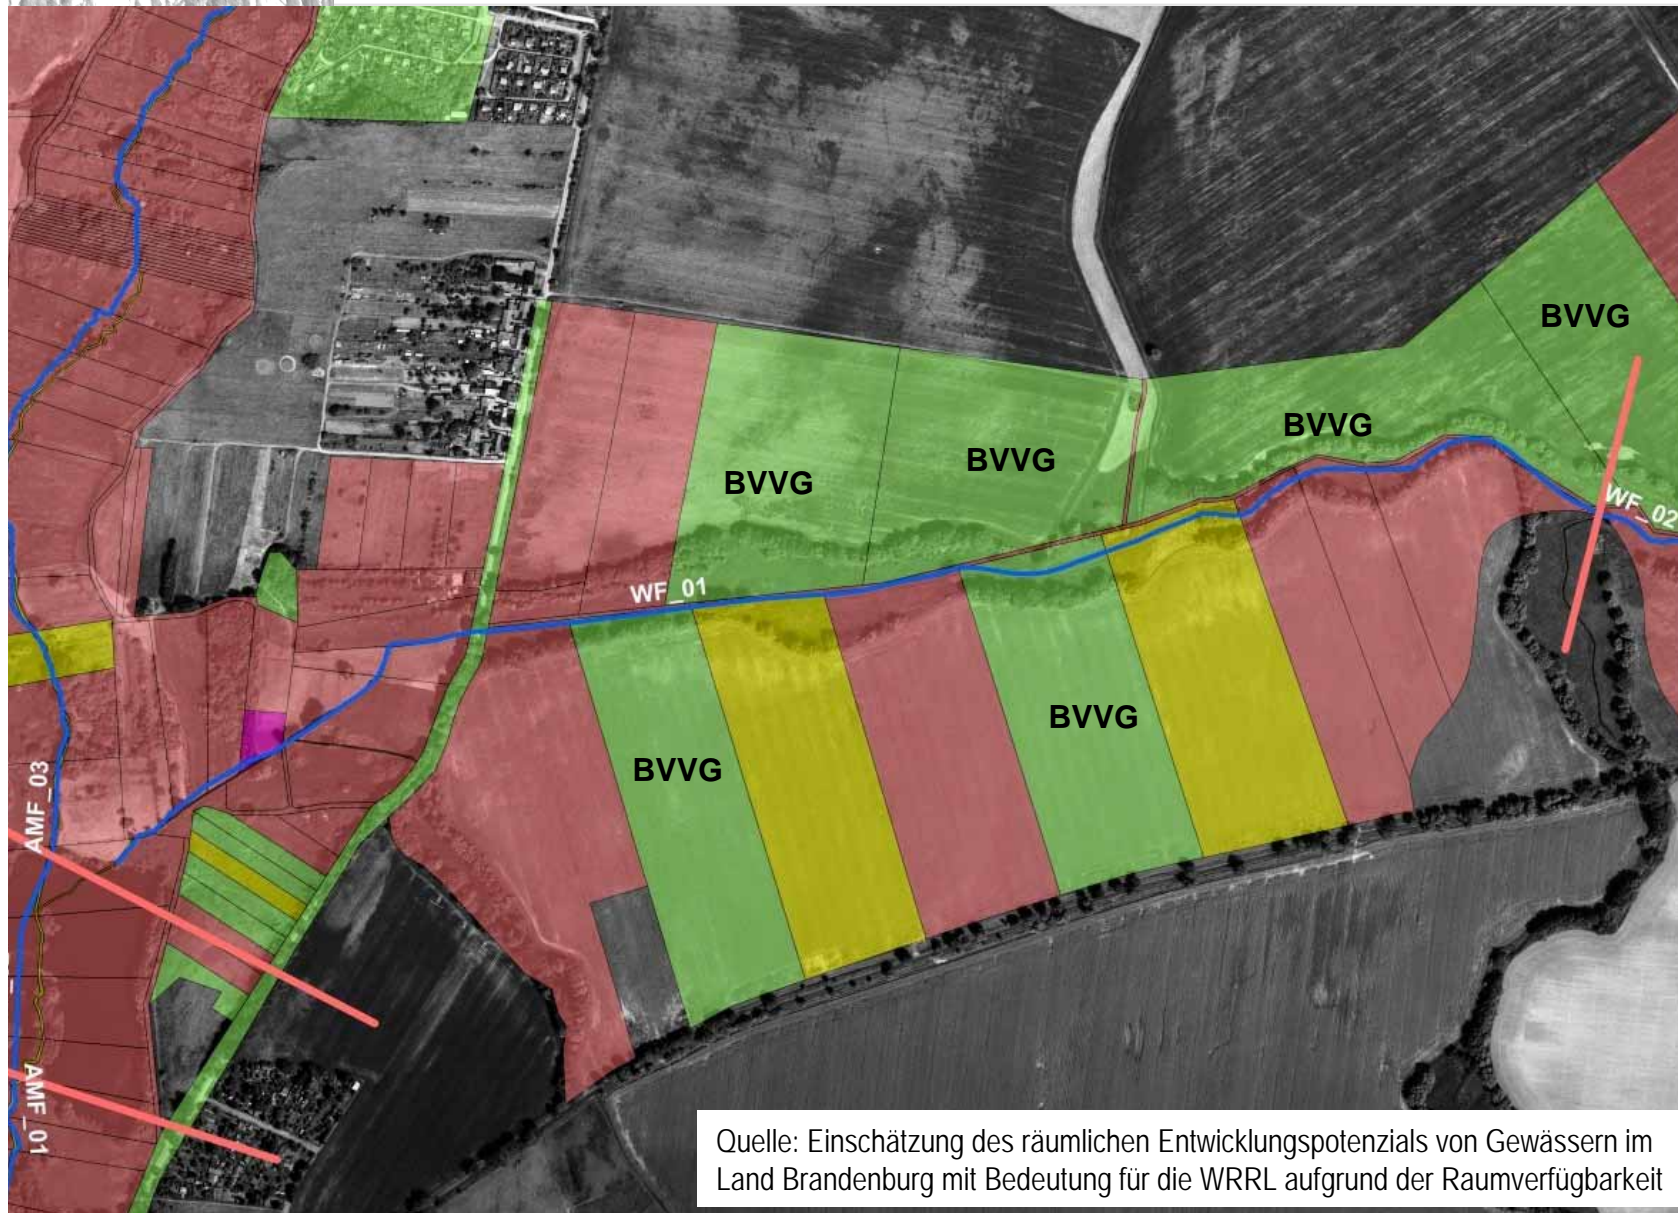 BVVG
BVVG
BVVG
BVVG
WF_02
WF_01
BVVG
BVVG
AMF_03
AMF_01
Quelle: Einschätzung des räumlichen Entwicklungspotenzials von Gewässern im
Land Brandenburg mit Bedeutung für die WRRL aufgrund der Raumverfügbarkeit